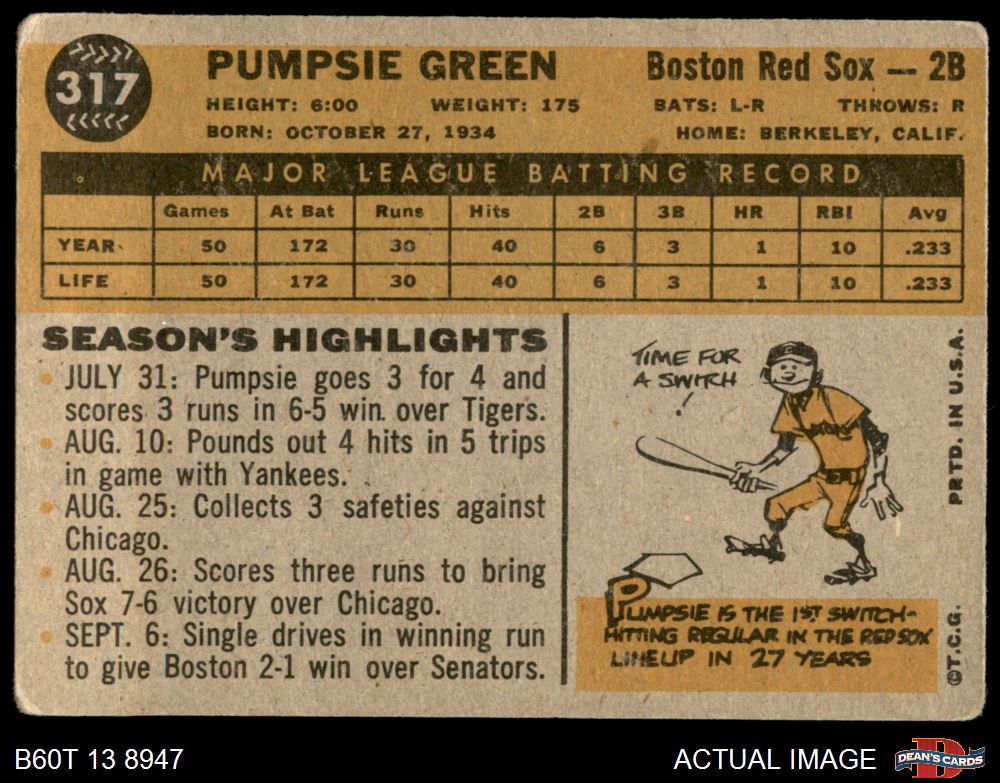 317
PUMPSIE GREEN Boston Red Sox — 2B
HEIGHT: 6:00 WEIGHT: 175 BATS: L-R THROWS: R
BORN: OCTOBER 27, 1934 HOME: BERKELEY, CALIF.
MAJOR LEAGUE BATTING RECORD
Games At Bat Runs Hits 2B 3B HR RBI Avg
YEAR 50 172 30 40 6 3 1 10 .233
LIFE 50 172 30 40 6 3 1 10 .233
SEASON'S HIGHLIGHTS
• JULY 31: Pumpsie goes 3 for 4 and
scores 3 runs in 6-5 win over Tigers.
• AUG. 10: Pounds out 4 hits in 5 trips
in game with Yankees.
• AUG. 25: Collects 3 safeties against
Chicago.
• AUG. 26: Scores three runs to bring
Sox 7-6 victory over Chicago.
• SEPT. 6: Single drives in winning run
to give Boston 2-1 win over Senators.
TIME FOR
A SWITCH
!
PUMPSIE IS THE 1ST SWITCH-
HITTING REGULAR IN THE RED SOX
LINEUP IN 27 YEARS
©T.C.G. PRTD. IN U.S.A.
B60T 13 8947 ACTUAL IMAGE
DEAN'S CARDS